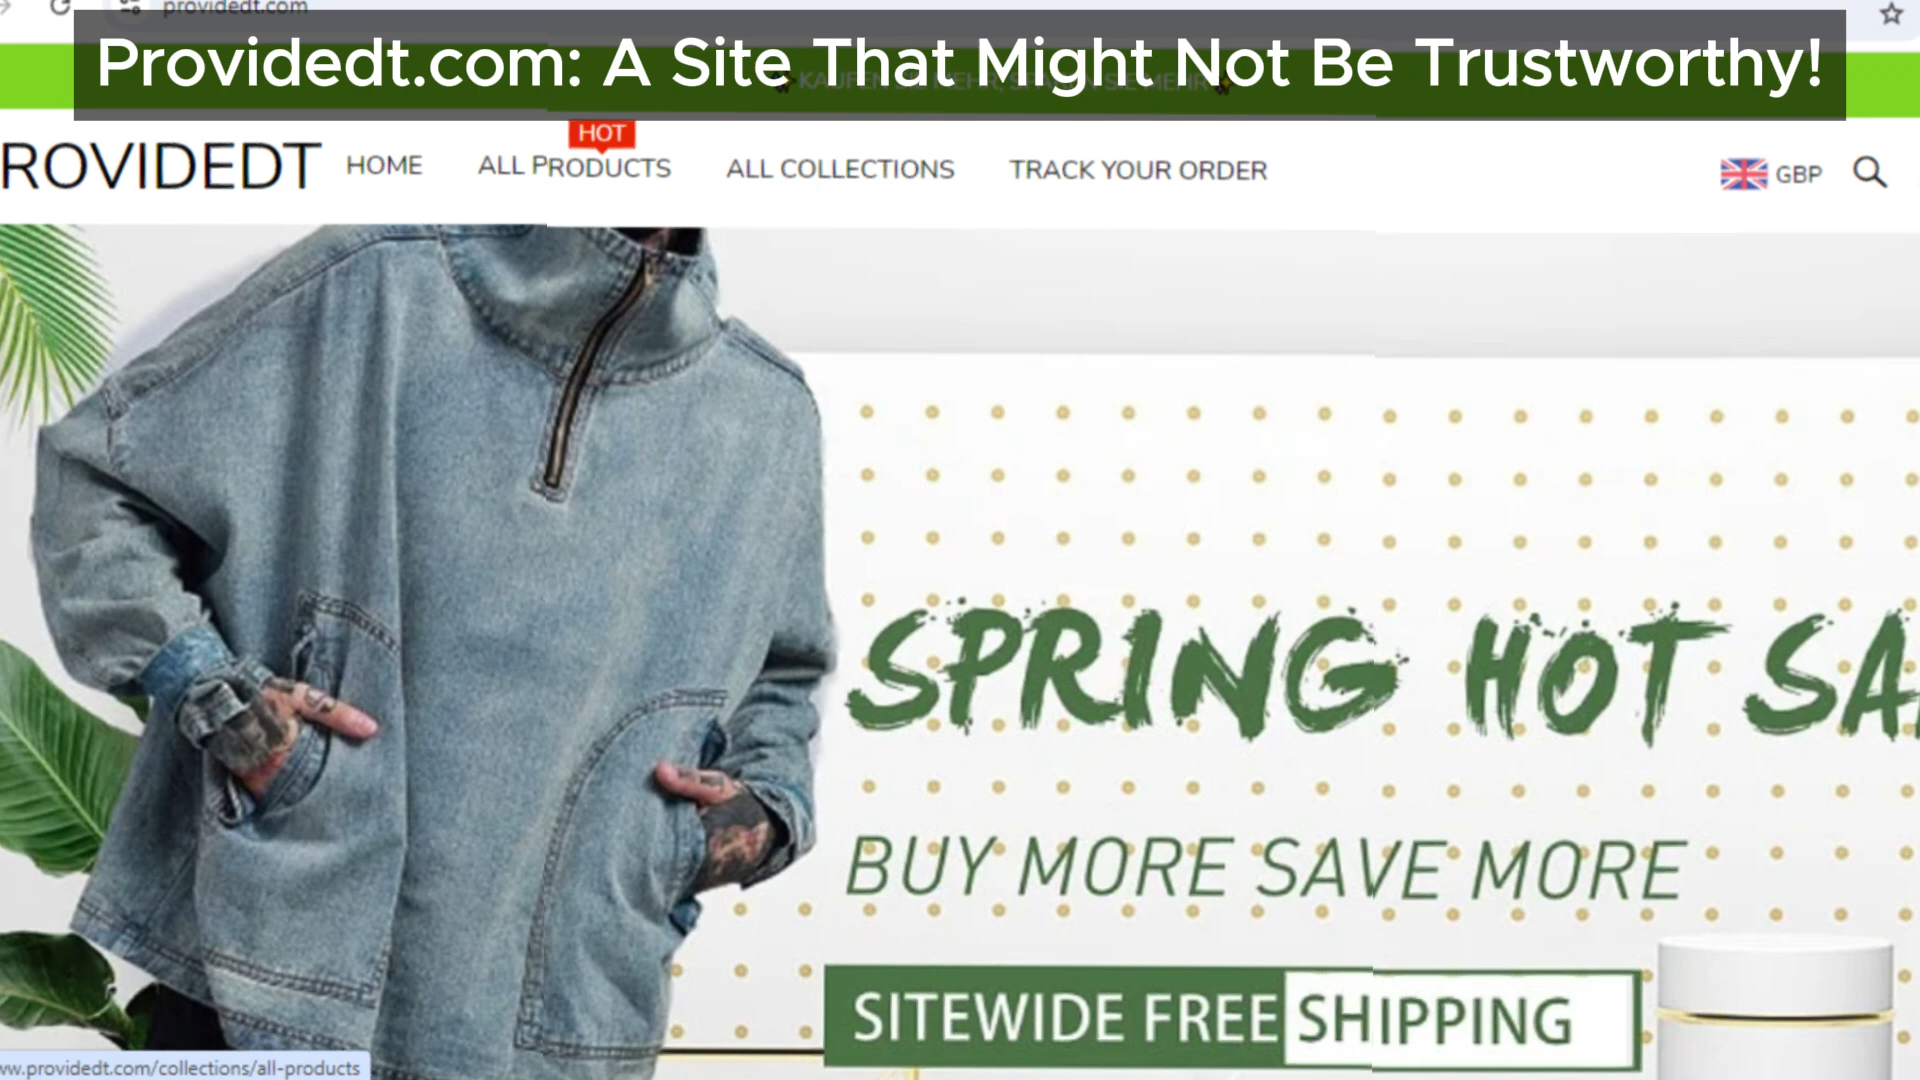 providedt.com
Providedt.com: A Site That Might Not Be Trustworthy!
ROVIDEDT
HOME
HOT
ALL PRODUCTS
ALL COLLECTIONS
TRACK YOUR ORDER
GBP
SPRING HOT SA
BUY MORE SAVE MORE
SITEWIDE FREE SHIPPING
w.providedt.com/collections/all-products